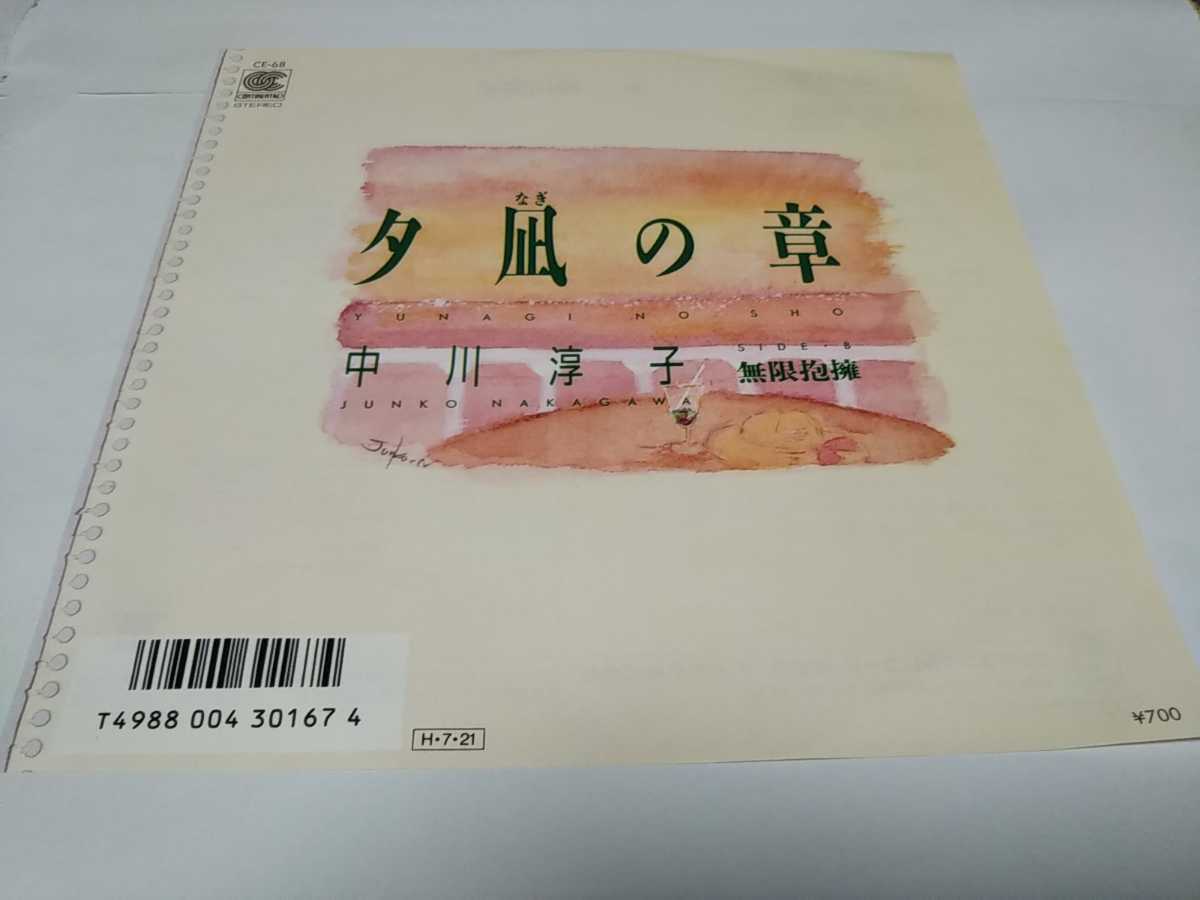 CE-68
CONTINENTAL
STEREO
なぎ
夕凪の章
YUNAGI NO SHO
中川淳子
JUNKO NAKAGAWA
SIDE・B
無限抱擁
T4988 004 30167 4
H・7・21
¥700